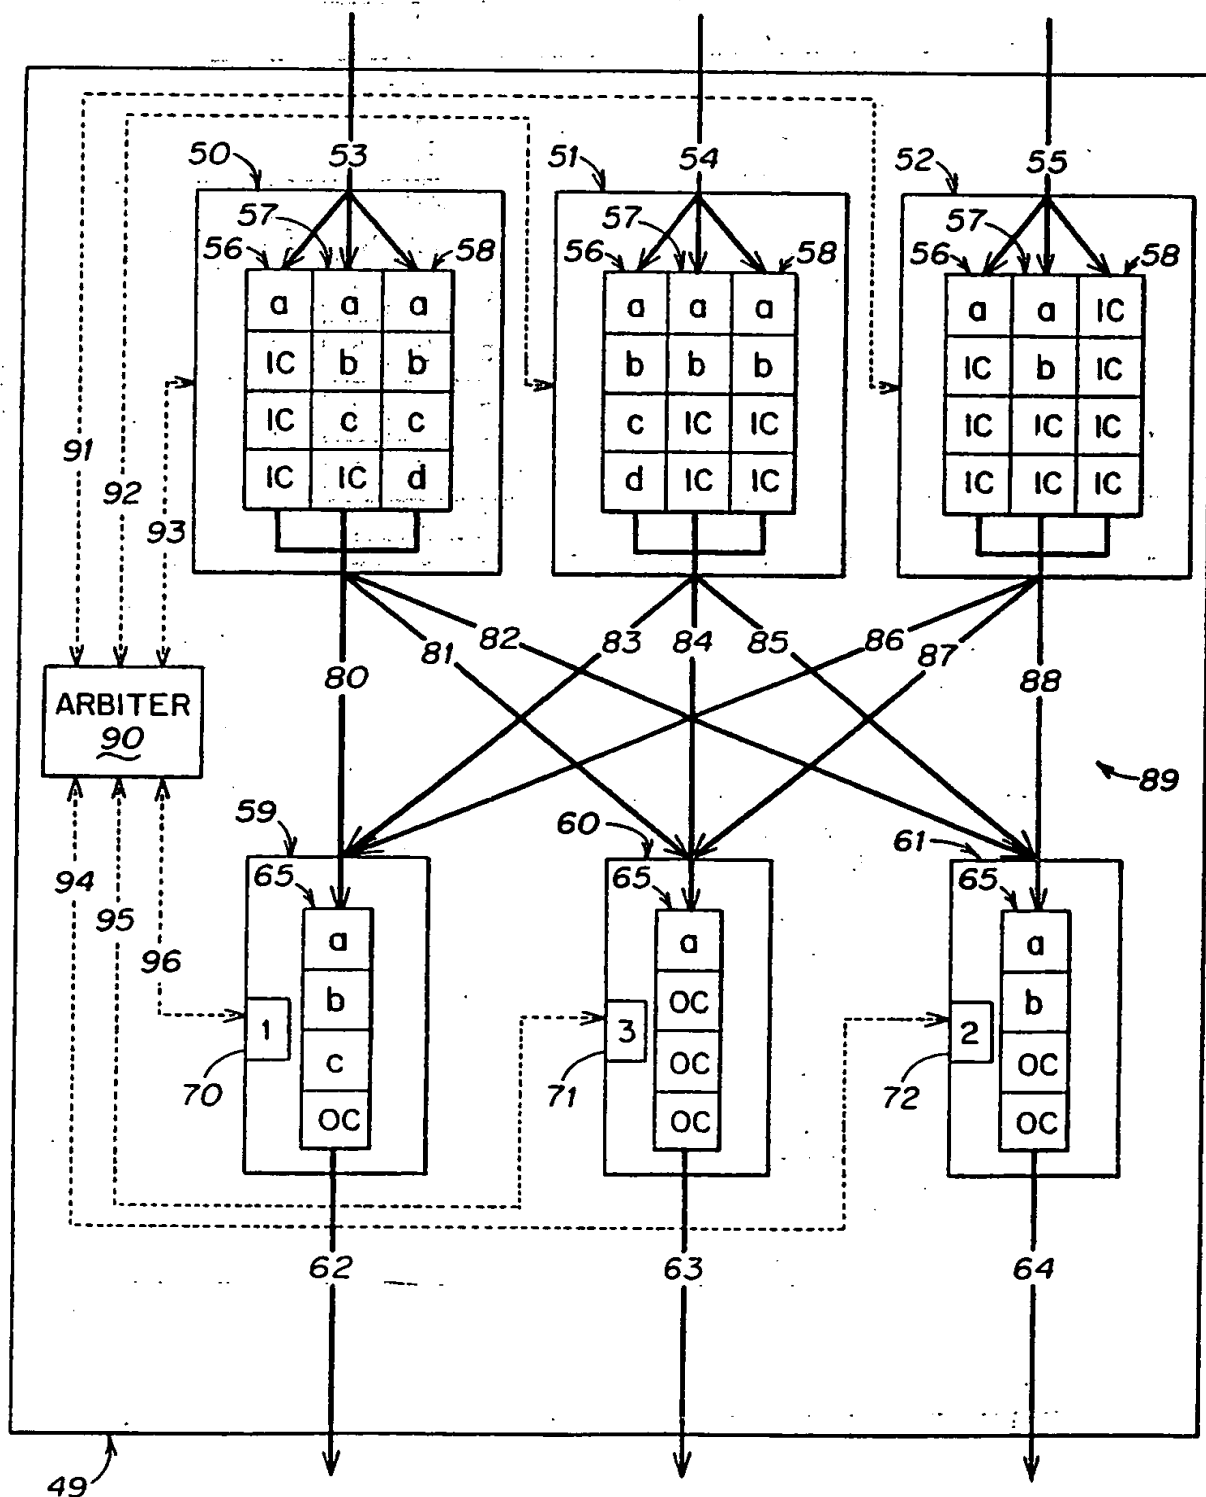 50 53 51 54 52 55
57 57 57
56 58 56 58 56 58
a a a a a a a a IC
IC b b b b b IC b IC
IC c c c IC IC IC IC IC
IC IC d d IC IC IC IC IC
91 92 93
80 81 82 83 84 85 86 87 88
ARBITER
90
89
59 60 61
65 65 65
94 95 96
a a a
b OC b
1 3 2
c OC OC
OC OC OC
70 71 72
62 63 64
49